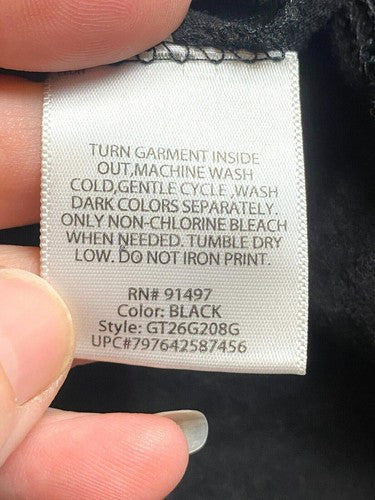 TURN GARMENT INSIDE
OUT,MACHINE WASH
COLD,GENTLE CYCLE ,WASH
DARK COLORS SEPARATELY.
ONLY NON-CHLORINE BLEACH
WHEN NEEDED. TUMBLE DRY
LOW. DO NOT IRON PRINT.
RN# 91497
Color: BLACK
Style: GT26G208G
UPC#797642587456